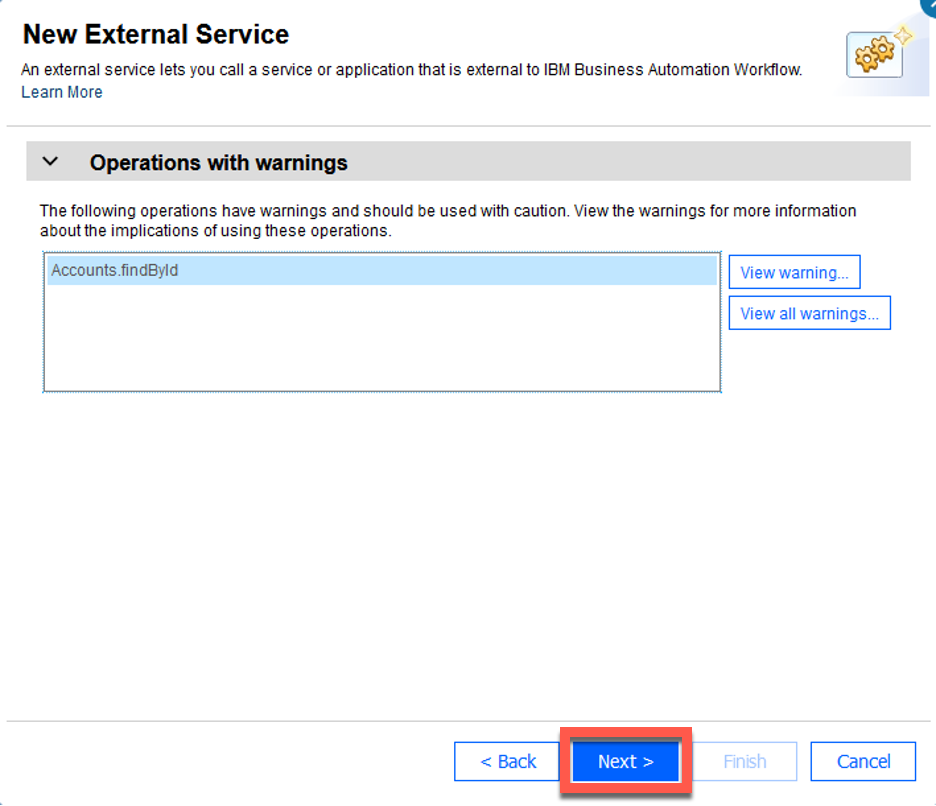 New External Service
An external service lets you call a service or application that is external to IBM Business Automation Workflow.
Learn More
Operations with warnings
The following operations have warnings and should be used with caution. View the warnings for more information
about the implications of using these operations.
Accounts.findById
View warning...
View all warnings...
< Back
Next >
Finish
Cancel